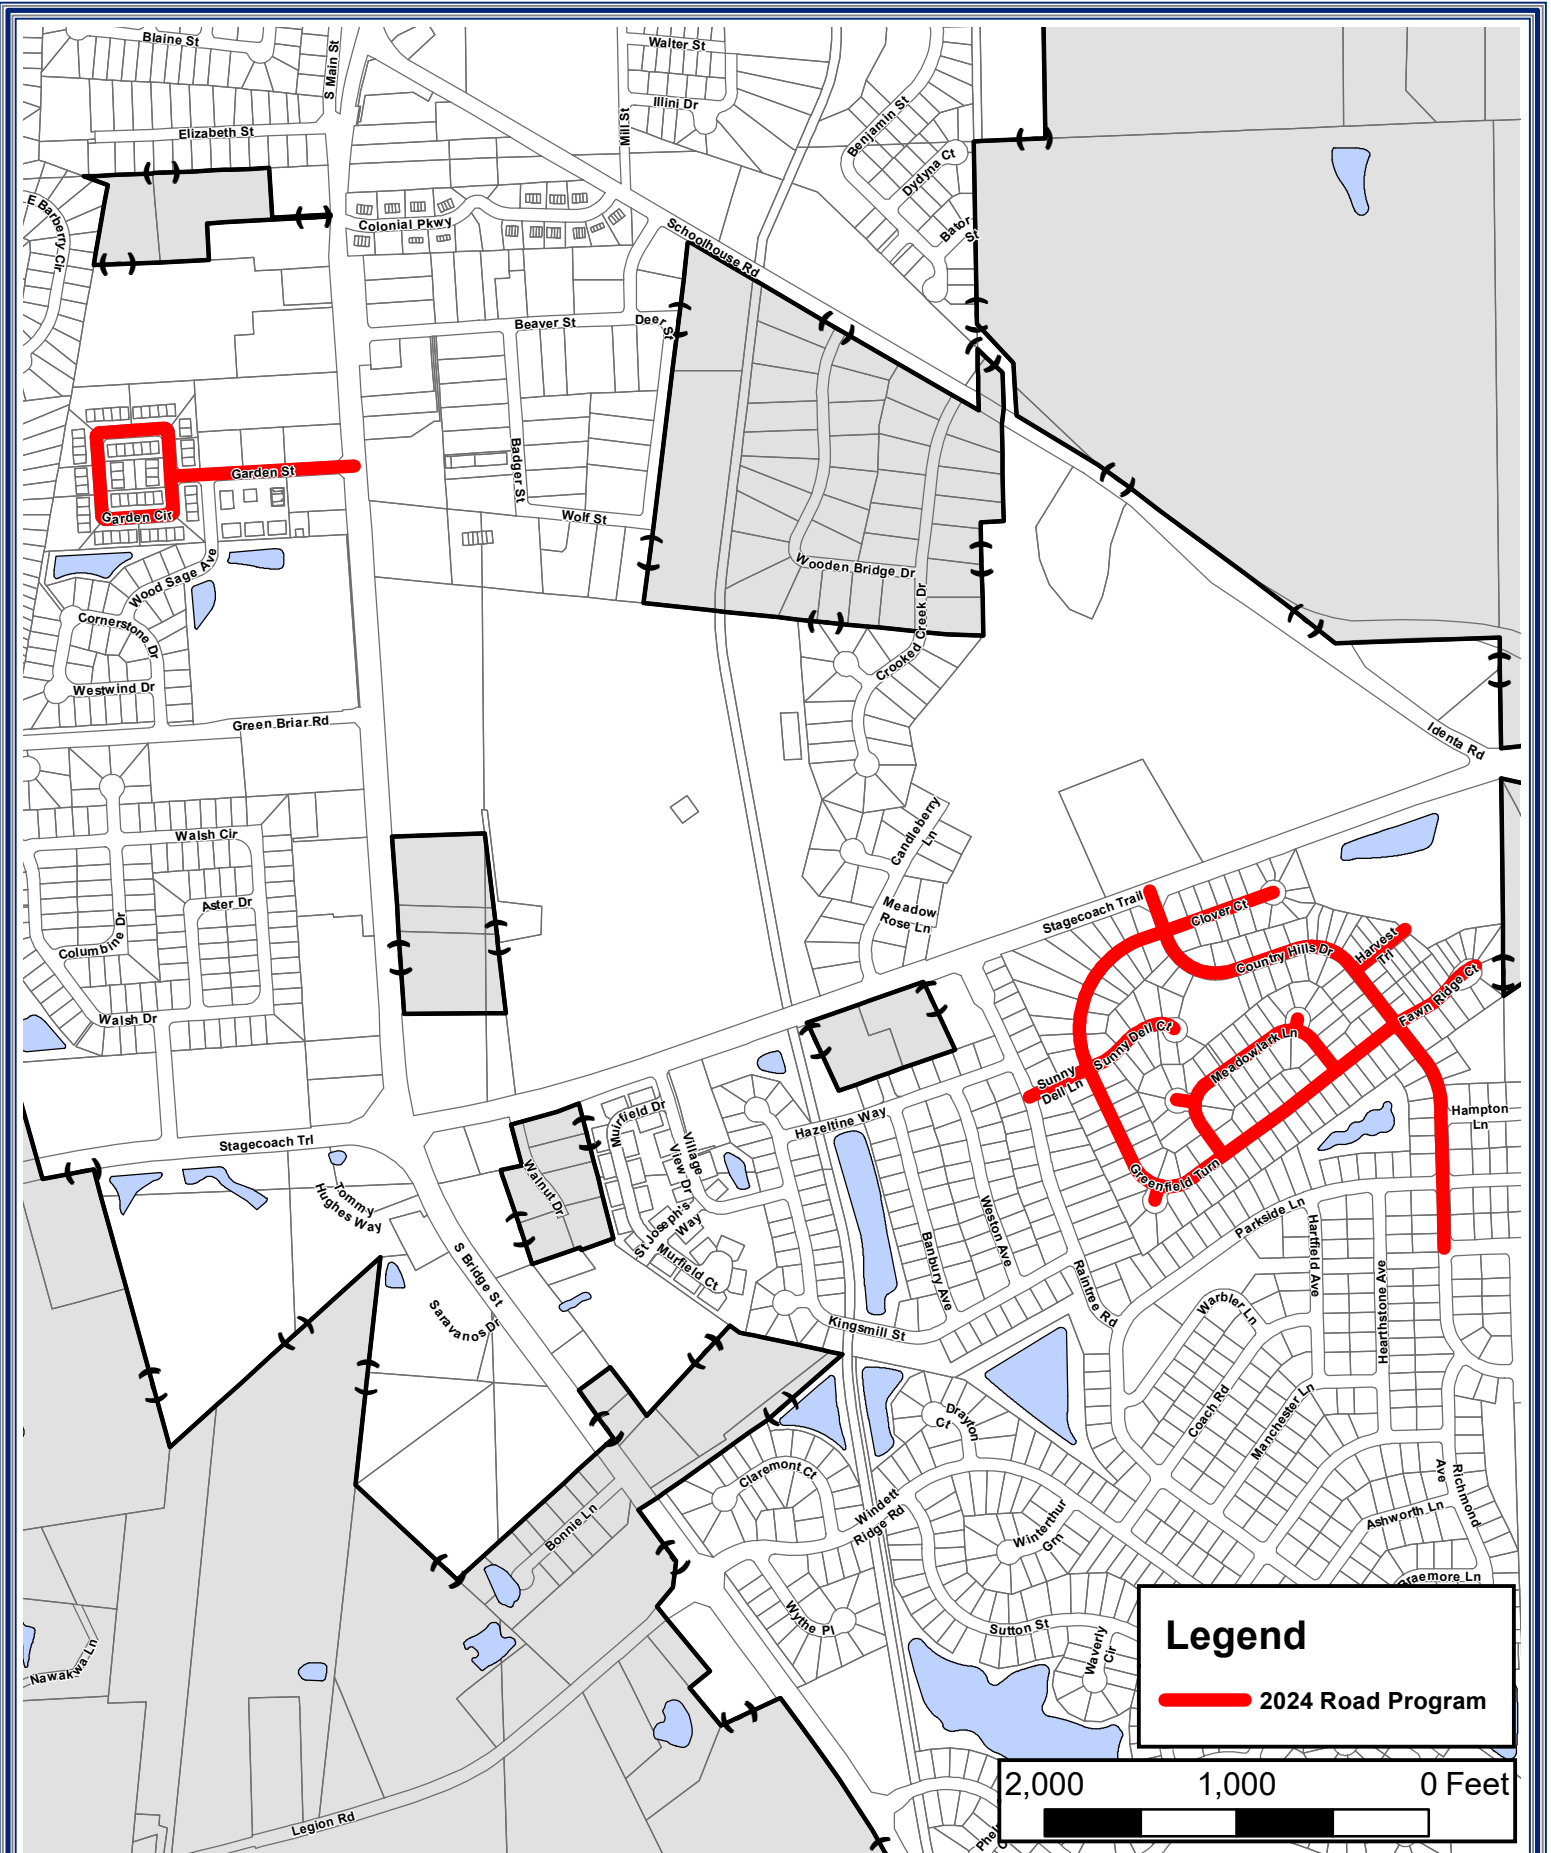 Blaine St
S Main St
Walter St
Illini Dr
Mill St
Elizabeth St
Benjamin St
Dydyna Ct
Bator
St
E Barberry Cir
Colonial Pkwy
Schoolhouse Rd
Beaver St
Deer St
Badger St
Garden St
Garden Cir
Wolf St
Wood Sage Ave
Wooden Bridge Dr
Crooked Creek Dr
Cornerstone Dr
Westwind Dr
Green Briar Rd
Identa Rd
Walsh Cir
Candleberry
Ln
Aster Dr
Columbine Dr
Meadow
Rose Ln
Stagecoach Trail
Clover Ct
Country Hills Dr
Harvest
Trl
Fawn Ridge Ct
Walsh Dr
Sunny Dell Ct
Meadowlark Ln
Sunny
Dell Ln
Hazeltine Way
Hampton
Ln
Muirfield Dr
Village
View Dr
Stagecoach Trl
Walnut Dr
Greenfield Turn
Tommy
Hughes Way
St Joseph's
Way
Murfield Ct
Weston Ave
Banbury Ave
Parkside Ln
Hartfield Ave
Hearthstone Ave
S Bridge St
Saravanos Dr
Raintree Rd
Warbler Ln
Kingsmill St
Coach Rd
Manchester Ln
Drayton
Ct
Claremont Ct
Windett
Ridge Rd
Winterthur
Grn
Richmond
Ave
Ashworth Ln
Braemore Ln
Bonnie Ln
Wythe Pl
Sutton St
Waverly
Cir
Nawakwa Ln
Legion Rd
Legend
2024 Road Program
2,000 1,000 0 Feet